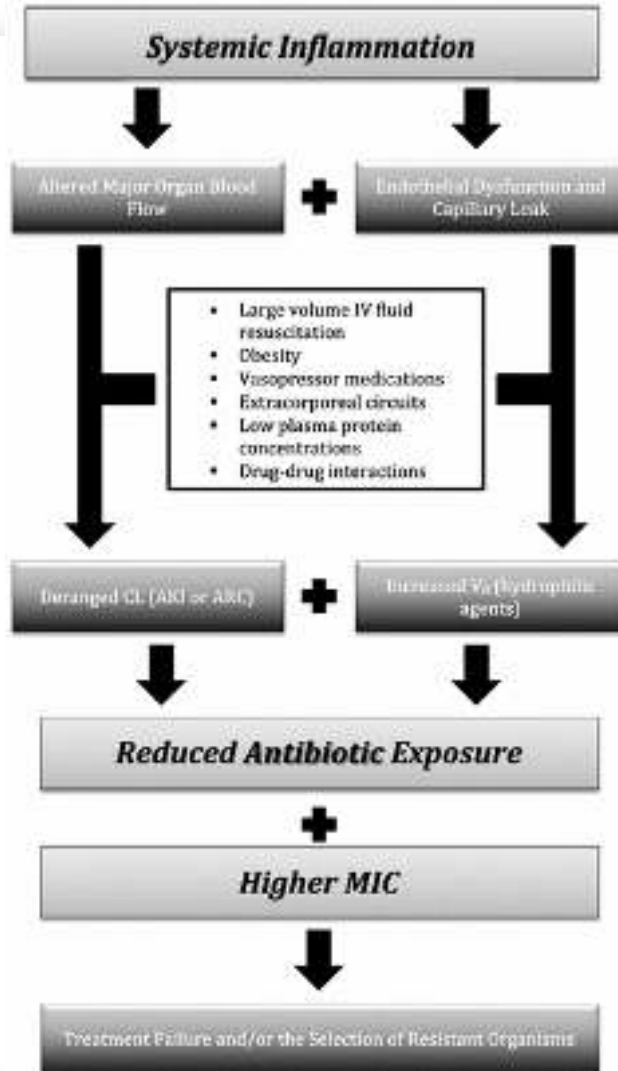 Systemic Inflammation
Altered Major Organ Blood
Flow
Endothelial Dysfunction and
Capillary Leak
• Large volume IV fluid
resuscitation
• Obesity
• Vasopressor medications
• Extracorporeal circuits
• Low plasma protein
concentrations
• Drug-drug interactions
Deranged CL (AKI or ARC)
Increased Vd (hydrophilic
agents)
Reduced Antibiotic Exposure
Higher MIC
Treatment Failure and/or the Selection of Resistant Organisms